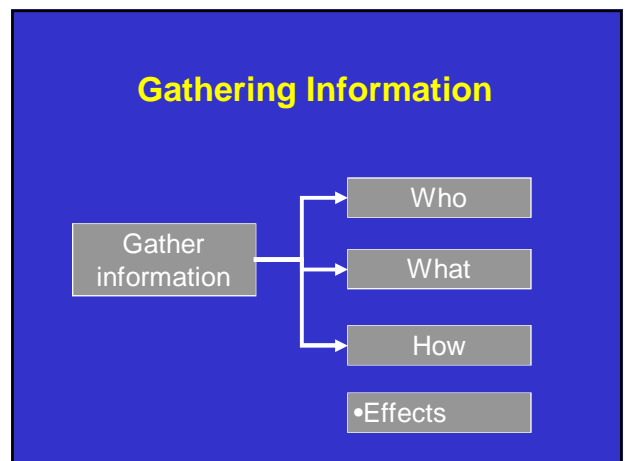 Gathering Information
Gather
information
Who
What
How
•Effects